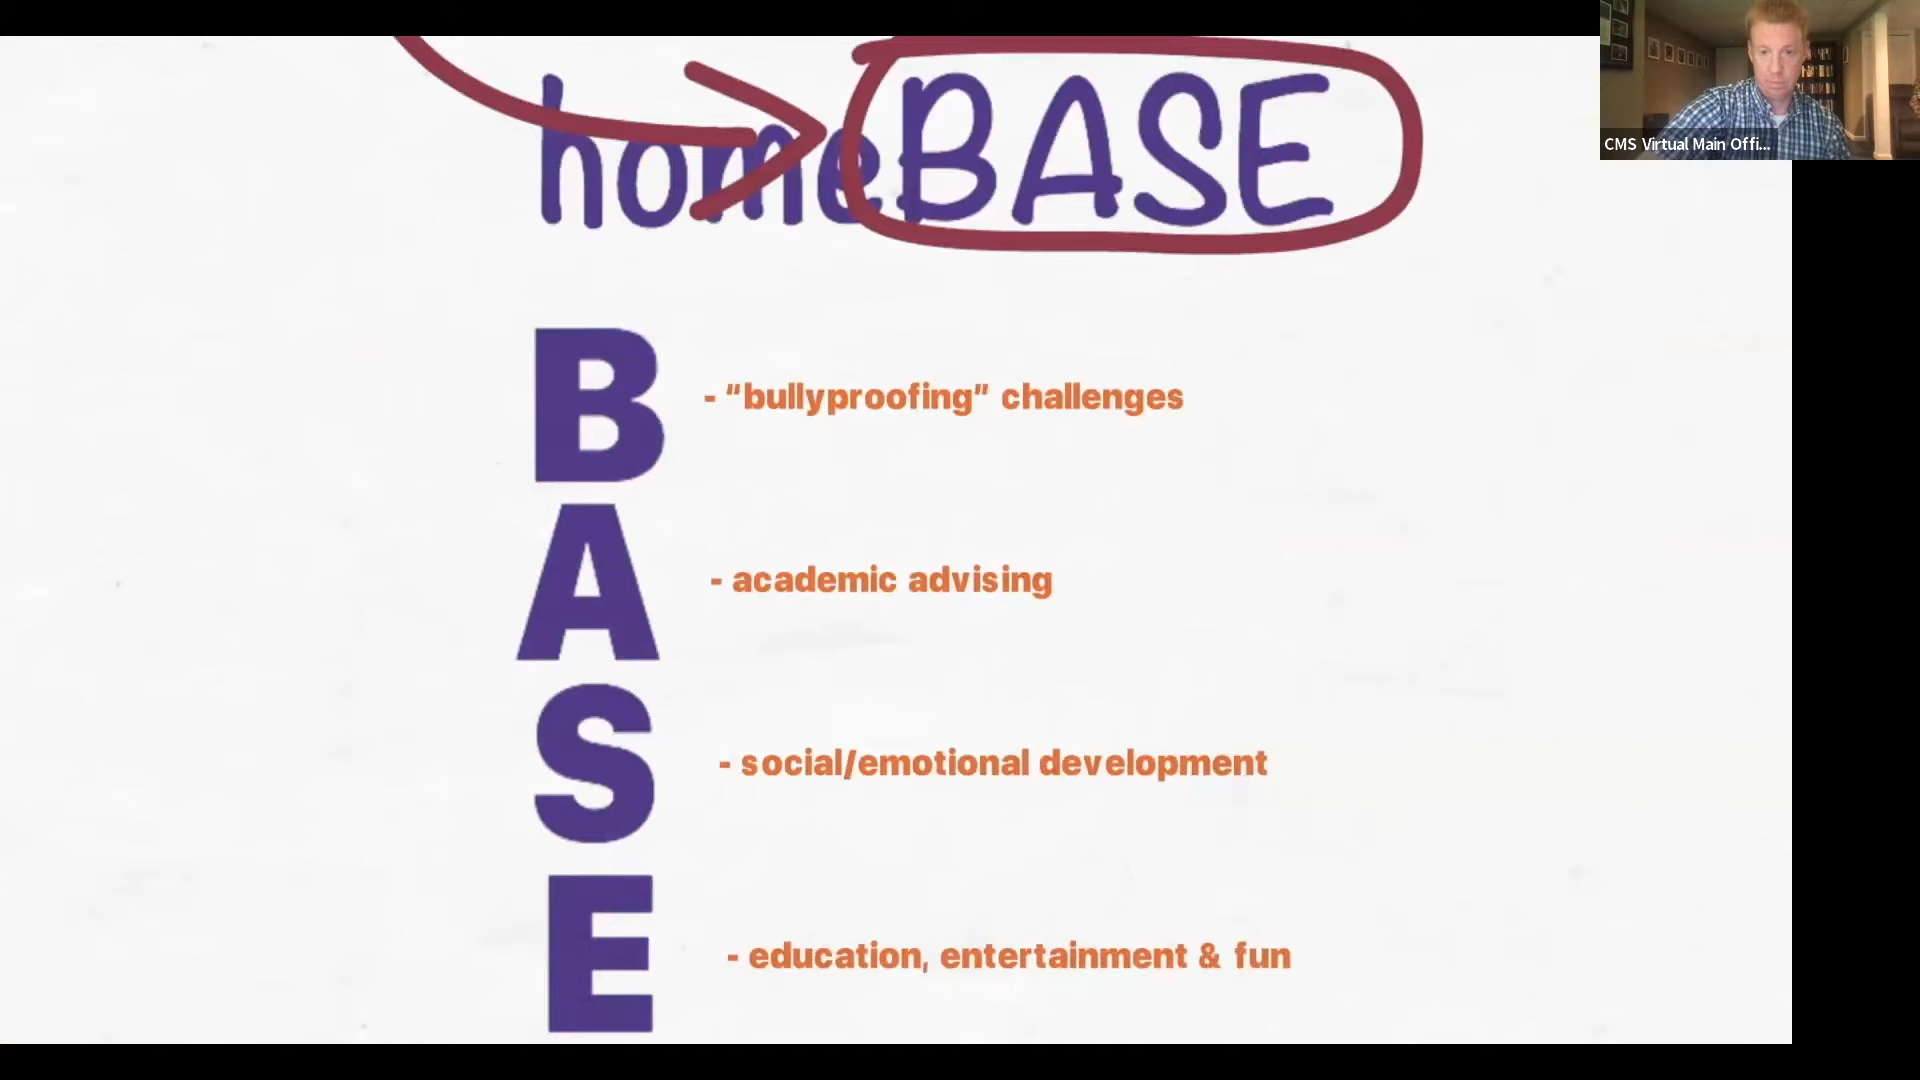 homeBASE
CMS Virtual Main Offi...
B
- “bullyproofing” challenges
A
- academic advising
S
- social/emotional development
E
- education, entertainment & fun